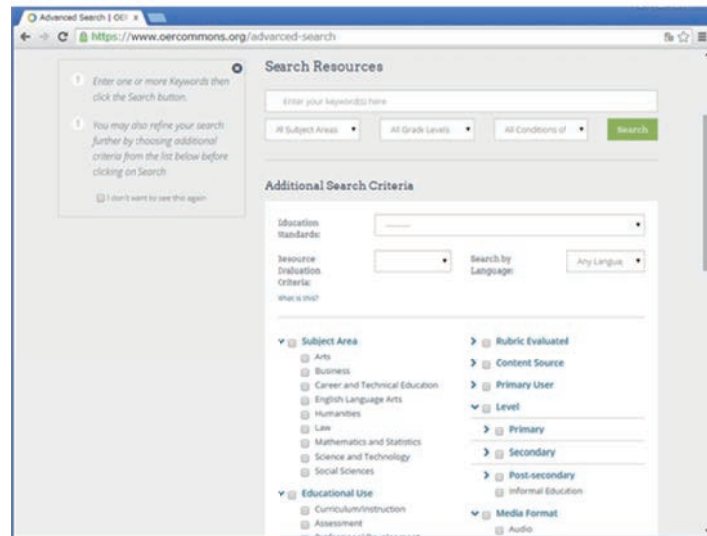 Advanced Search | OER
https://www.oercommons.org/advanced-search
Enter one or more Keywords then
click the Search button.
You may also refine your search
further by choosing additional
criteria from the list below before
clicking on Search
I don't want to see this again
Search Resources
Enter your keyword(s) here
All Subject Areas
All Grade Levels
All Conditions of
Search
Additional Search Criteria
Education
Standards:
Resource
Evaluation
Criteria:
What is this?
Search by
Language:
Any Langua
Subject Area
Arts
Business
Career and Technical Education
English Language Arts
Humanities
Law
Mathematics and Statistics
Science and Technology
Social Sciences
Educational Use
Curriculum/Instruction
Assessment
Professional Development
Rubric Evaluated
Content Source
Primary User
Level
Primary
Secondary
Post-secondary
Informal Education
Media Format
Audio